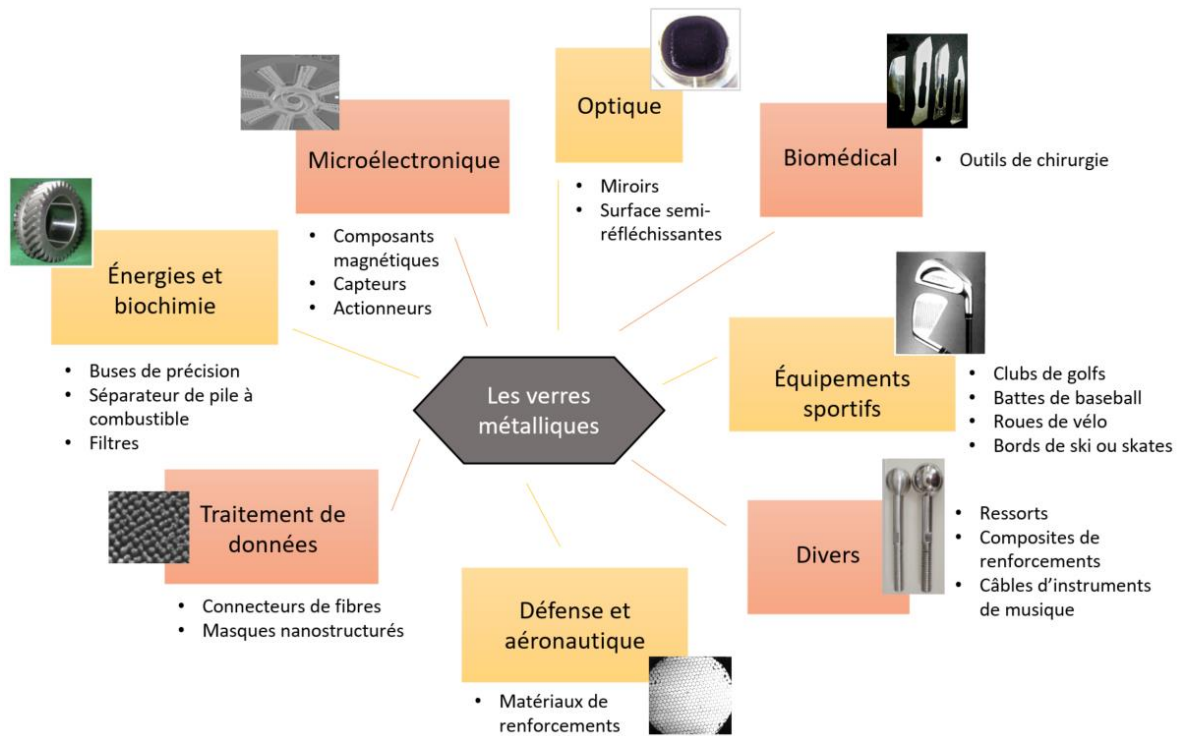 Optique
• Miroirs
• Surface semi-
réfléchissantes
Microélectronique
• Composants
magnétiques
• Capteurs
• Actionneurs
Biomédical
• Outils de chirurgie
Énergies et
biochimie
• Buses de précision
• Séparateur de pile à
combustible
• Filtres
Les verres
métalliques
Équipements
sportifs
• Clubs de golfs
• Battes de baseball
• Roues de vélo
• Bords de ski ou skates
Traitement de
données
• Connecteurs de fibres
• Masques nanostructurés
Défense et
aéronautique
• Matériaux de
renforcements
Divers
• Ressorts
• Composites de
renforcements
• Câbles d’instruments
de musique